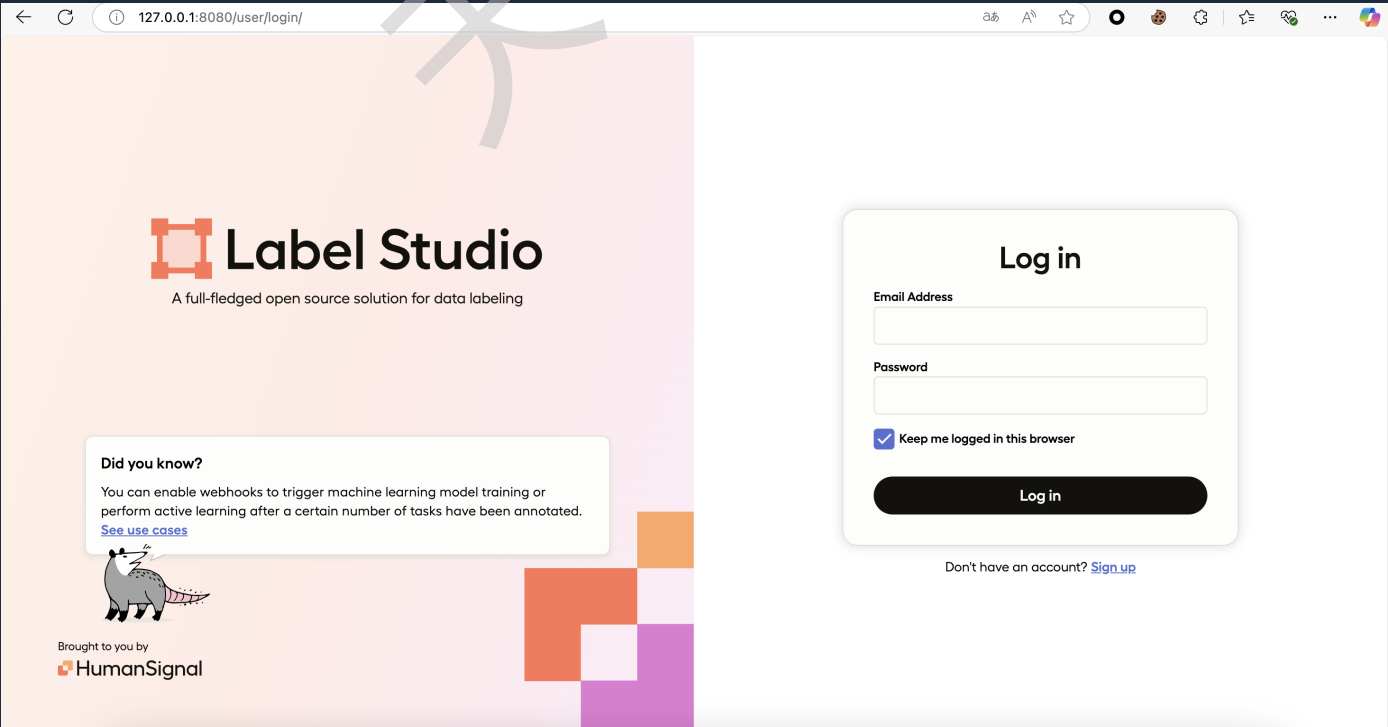 127.0.0.1:8080/user/login/
Label Studio
A full-fledged open source solution for data labeling
Did you know?
You can enable webhooks to trigger machine learning model training or
perform active learning after a certain number of tasks have been annotated.
See use cases
Brought to you by
HumanSignal
Log in
Email Address
Password
Keep me logged in this browser
Log in
Don't have an account? Sign up